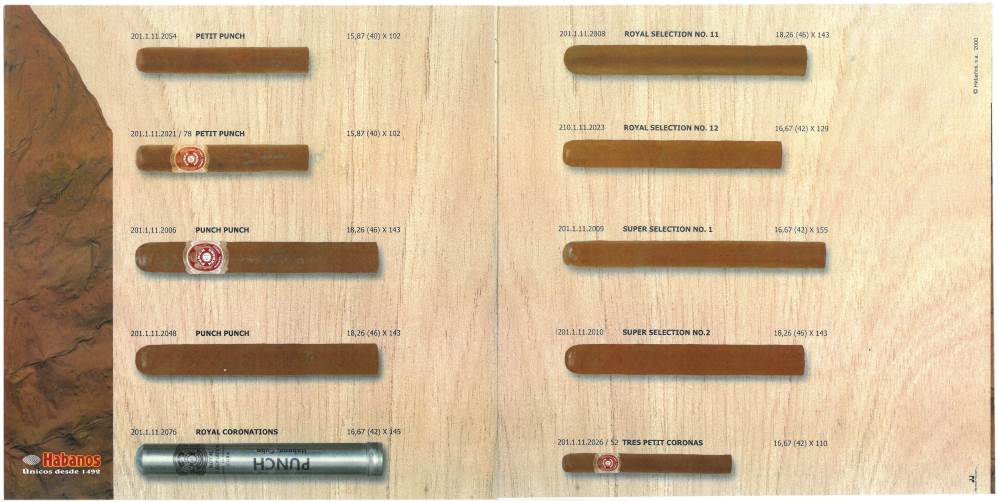 201.1.11.2054 PETIT PUNCH 15,87 (40) X 102
201.1.11.2021 / 78 PETIT PUNCH 15,87 (40) X 102
201.1.11.2006 PUNCH PUNCH 18,26 (46) X 143
201.1.11.2048 PUNCH PUNCH 18,26 (46) X 143
201.1.11.2076 ROYAL CORONATIONS 16,67 (42) X 145
PUNCH
Habana, Cuba
Habanos
Únicos desde 1492
201.1.11.2008 ROYAL SELECTION NO. 11 18,26 (46) X 143
210.1.11.2023 ROYAL SELECTION NO. 12 16,67 (42) X 129
201.1.11.2009 SUPER SELECTION NO. 1 16,67 (42) X 155
201.1.11.2010 SUPER SELECTION NO.2 18,26 (46) X 143
201.1.11.2026 / 52 TRES PETIT CORONAS 16,67 (42) X 110
© Habanos, s.a. 2000